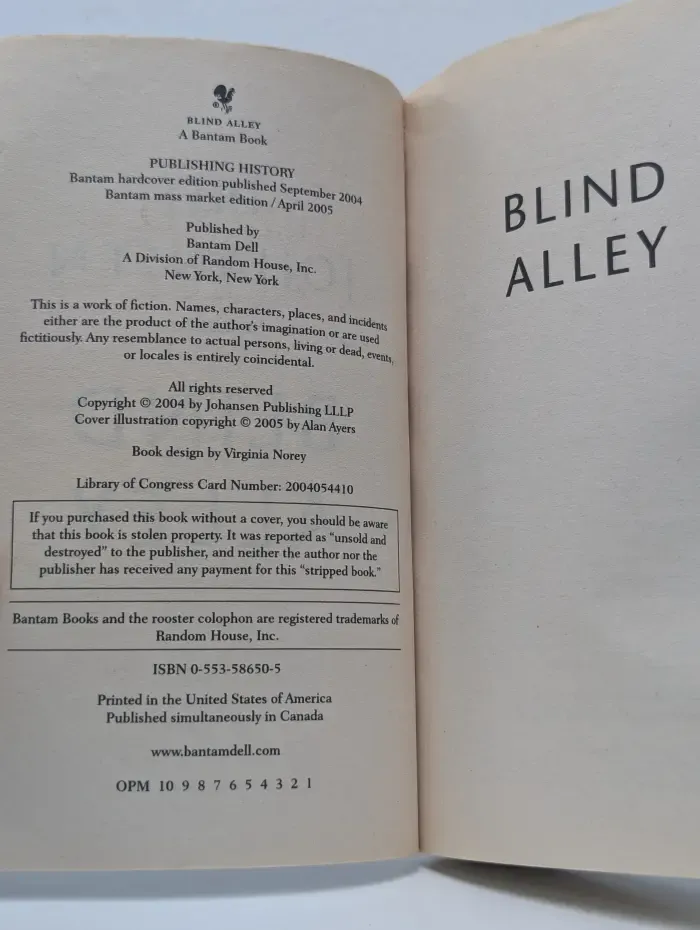 BLIND ALLEY
A Bantam Book
PUBLISHING HISTORY
Bantam hardcover edition published September 2004
Bantam mass market edition / April 2005
Published by
Bantam Dell
A Division of Random House, Inc.
New York, New York
This is a work of fiction. Names, characters, places, and incidents
either are the product of the author's imagination or are used
fictitiously. Any resemblance to actual persons, living or dead, events,
or locales is entirely coincidental.
All rights reserved
Copyright © 2004 by Johansen Publishing LLLP
Cover illustration copyright © 2005 by Alan Ayers
Book design by Virginia Norey
Library of Congress Card Number: 2004054410
If you purchased this book without a cover, you should be aware
that this book is stolen property. It was reported as "unsold and
destroyed" to the publisher, and neither the author nor the
publisher has received any payment for this "stripped book."
Bantam Books and the rooster colophon are registered trademarks of
Random House, Inc.
ISBN 0-553-58650-5
Printed in the United States of America
Published simultaneously in Canada
www.bantamdell.com
OPM 10 9 8 7 6 5 4 3 2 1
BLIND
ALLEY